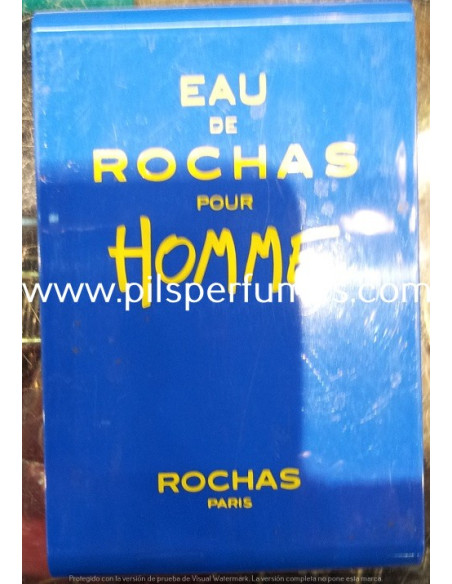 EAU
DE
ROCHAS
POUR
HOMME
www.pilsperfumes.com
ROCHAS
PARIS
Protegido con la versión de prueba de Visual Watermark. La versión completa no pone esta marca.